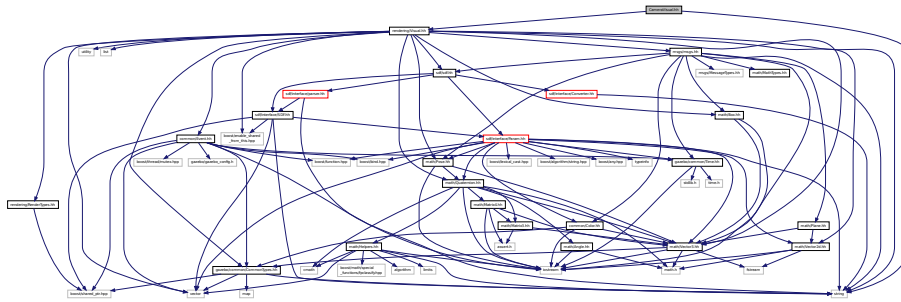 CameraVisual.hh
rendering/Visual.hh
utility
list
msgs/msgs.hh
sdf/sdf.hh
msgs/MessageTypes.hh
math/MathTypes.hh
sdf/interface/parser.hh
sdf/interface/Converter.hh
sdf/interface/SDF.hh
math/Box.hh
common/Event.hh
boost/enable_shared
_from_this.hpp
sdf/interface/Param.hh
boost/thread/mutex.hpp
gazebo/gazebo_config.h
boost/function.hpp
boost/bind.hpp
math/Pose.hh
boost/lexical_cast.hpp
boost/algorithm/string.hpp
boost/any.hpp
typeinfo
gazebo/common/Time.hh
math/Quaternion.hh
stdlib.h
time.h
rendering/RenderTypes.hh
math/Matrix4.hh
math/Matrix3.hh
common/Color.hh
math/Plane.hh
math/Helpers.hh
assert.h
math/Angle.hh
math/Vector3.hh
math/Vector2d.hh
gazebo/common/CommonTypes.hh
cmath
boost/math/special
_functions/fpclassify.hpp
algorithm
limits
iostream
math.h
fstream
boost/shared_ptr.hpp
vector
map
string